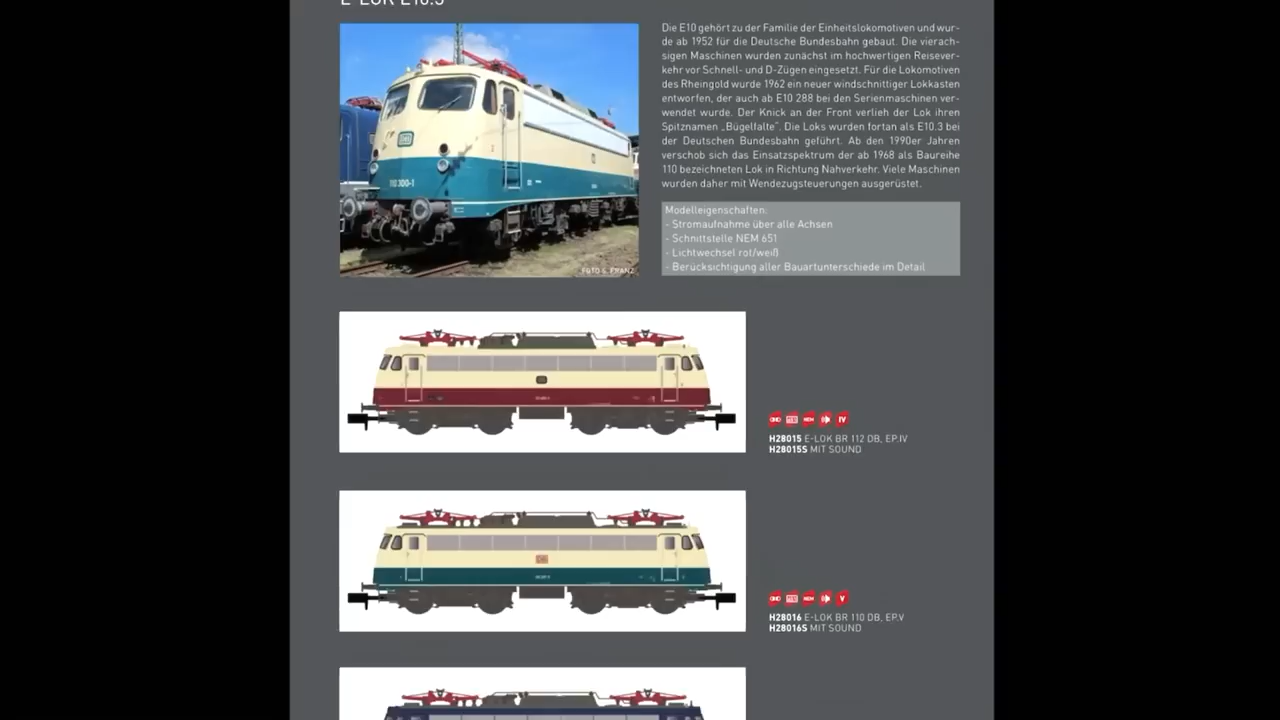 E-LOK E10.3
Die E10 gehört zu der Familie der Einheitslokomotiven und wur-
de ab 1952 für die Deutsche Bundesbahn gebaut. Die vierach-
sigen Maschinen wurden zunächst im hochwertigen Reisever-
kehr vor Schnell- und D-Zügen eingesetzt. Für die Lokomotiven
des Rheingold wurde 1962 ein neuer windschnittiger Lokkasten
entworfen, der auch ab E10 288 bei den Serienmaschinen ver-
wendet wurde. Der Knick an der Front verlieh der Lok ihren
Spitznamen „Bügelfalte“. Die Loks wurden fortan als E10.3 bei
der Deutschen Bundesbahn geführt. Ab den 1990er Jahren
verschob sich das Einsatzspektrum der ab 1968 als Baureihe
110 bezeichneten Lok in Richtung Nahverkehr. Viele Maschinen
wurden daher mit Wendezugsteuerungen ausgerüstet.
DB
110 300-1
FOTO S. FRANZ
Modelleigenschaften:
- Stromaufnahme über alle Achsen
- Schnittstelle NEM 651
- Lichtwechsel rot/weiß
- Berücksichtigung aller Bauartunterschiede im Detail
IV
H28015 E-LOK BR 112 DB, EP.IV
H28015S MIT SOUND
V
H28016 E-LOK BR 110 DB, EP.V
H28016S MIT SOUND